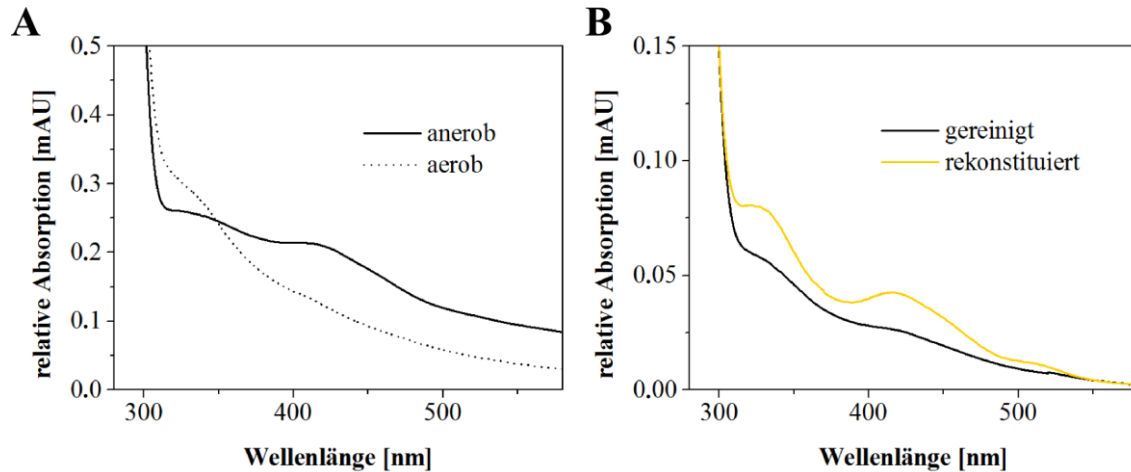 A
relative Absorption [mAU]
0.5
0.4
0.3
0.2
0.1
0.0
anerob
aerob
300
400
500
Wellenlänge [nm]
B
relative Absorption [mAU]
0.15
0.10
0.05
0.00
gereinigt
rekonstituiert
300
400
500
Wellenlänge [nm]